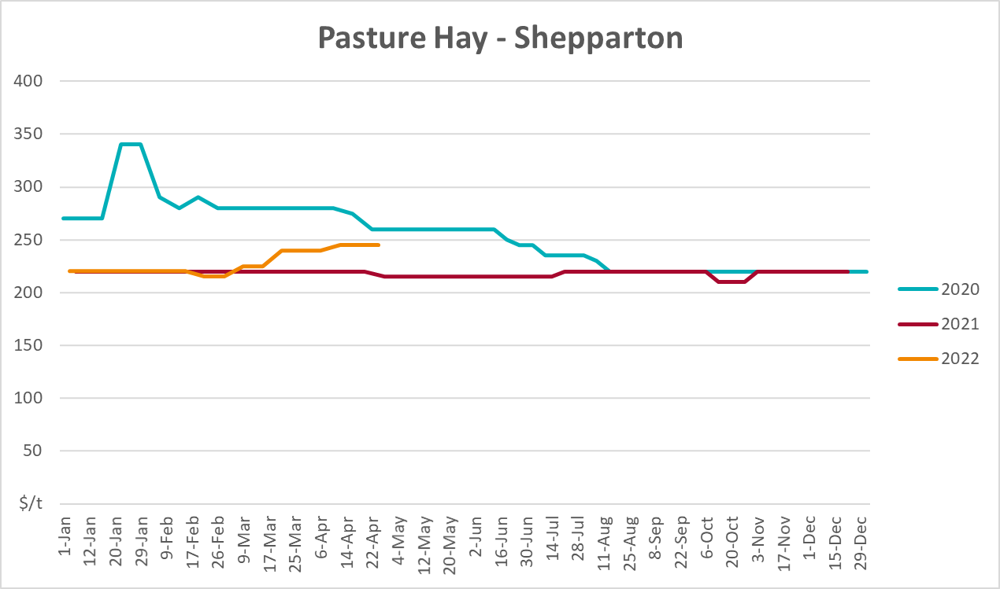 Pasture Hay - Shepparton
400
350
300
250
200
150
100
50
$/t
1-Jan
12-Jan
20-Jan
29-Jan
9-Feb
17-Feb
26-Feb
9-Mar
17-Mar
25-Mar
6-Apr
14-Apr
22-Apr
4-May
12-May
20-May
2-Jun
16-Jun
30-Jun
14-Jul
28-Jul
11-Aug
25-Aug
8-Sep
22-Sep
6-Oct
20-Oct
3-Nov
17-Nov
1-Dec
15-Dec
29-Dec
2020
2021
2022